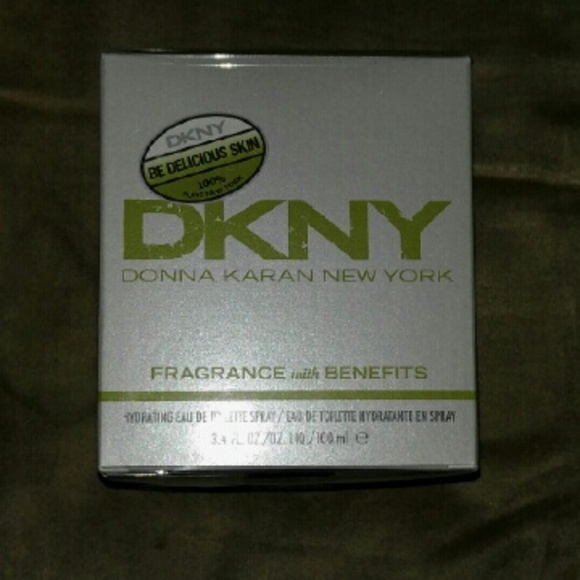 DKNY
BE DELICIOUS SKIN
100%
DKNY
DONNA KARAN NEW YORK
FRAGRANCE with BENEFITS
HYDRATING EAU DE TOILETTE SPRAY / EAU DE TOILETTE HYDRATANTE EN SPRAY
3.4 FL. OZ./OZ. LIQ./100 ml ℮